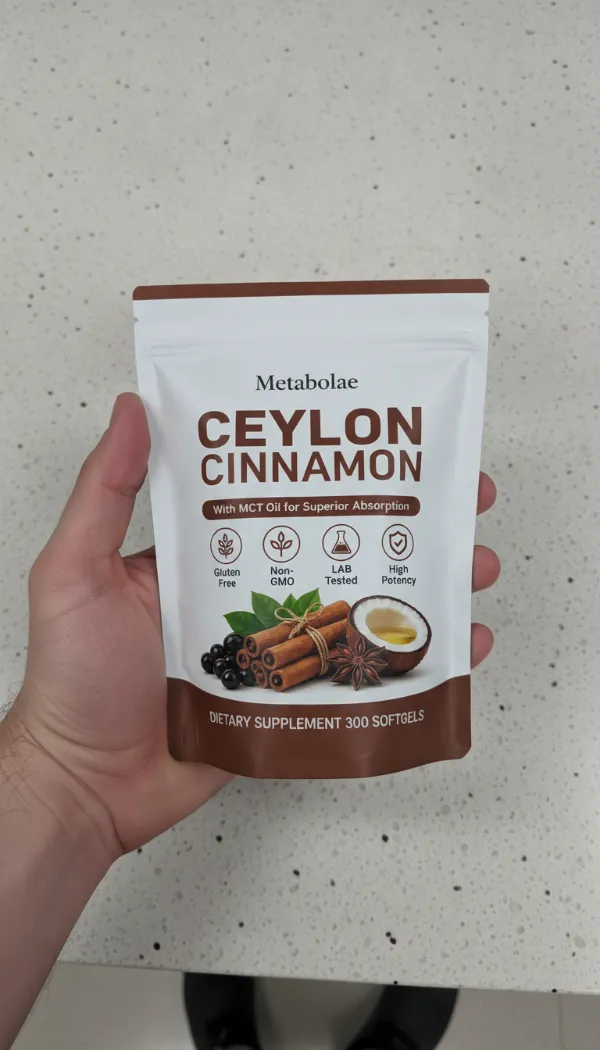 Metabolae
CEYLON
CINNAMON
With MCT Oil for Superior Absorption
Gluten
Free
Non-
GMO
LAB
Tested
High
Potency
DIETARY SUPPLEMENT 300 SOFTGELS